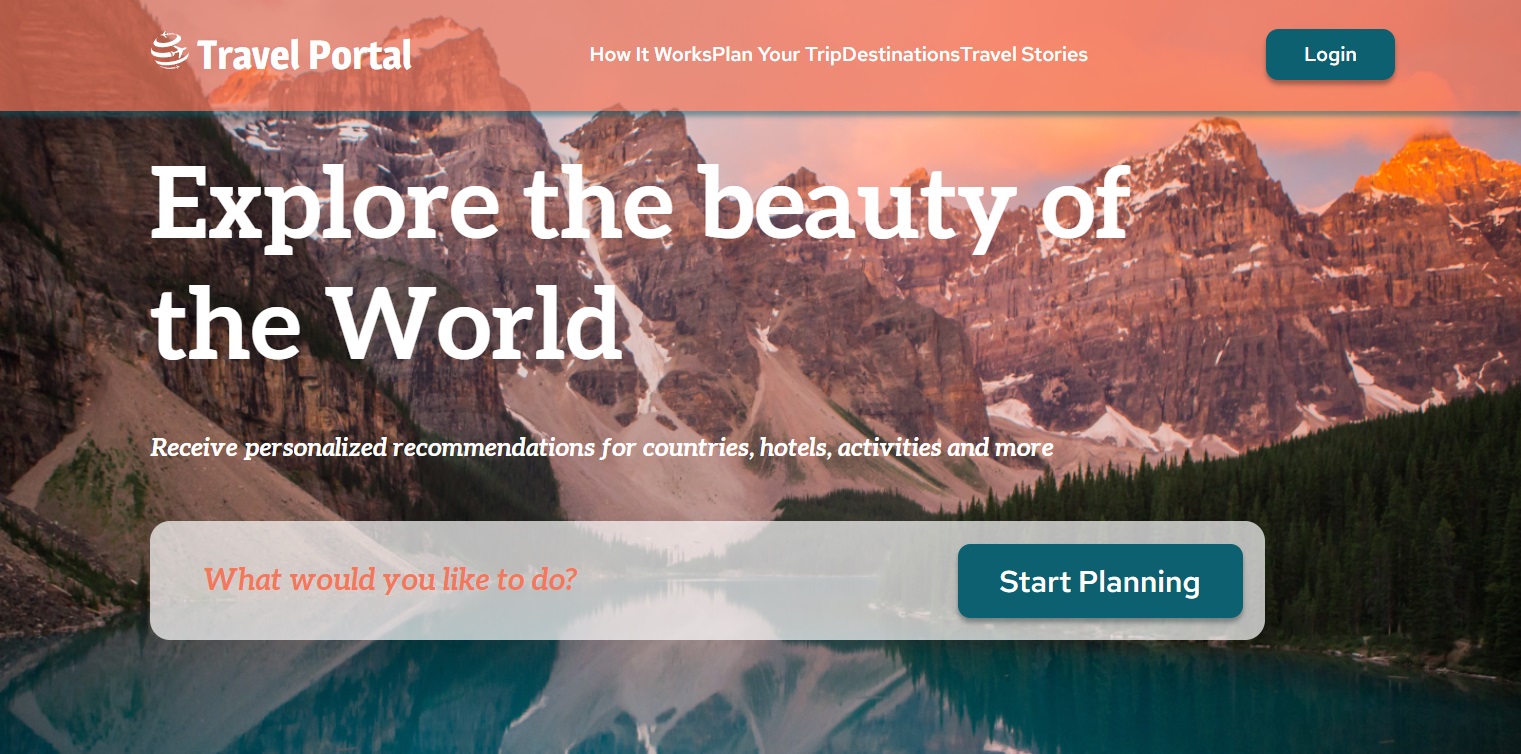 Travel Portal
How It WorksPlan Your TripDestinationsTravel Stories
Login
Explore the beauty of
the World
Receive personalized recommendations for countries, hotels, activities and more
What would you like to do?
Start Planning